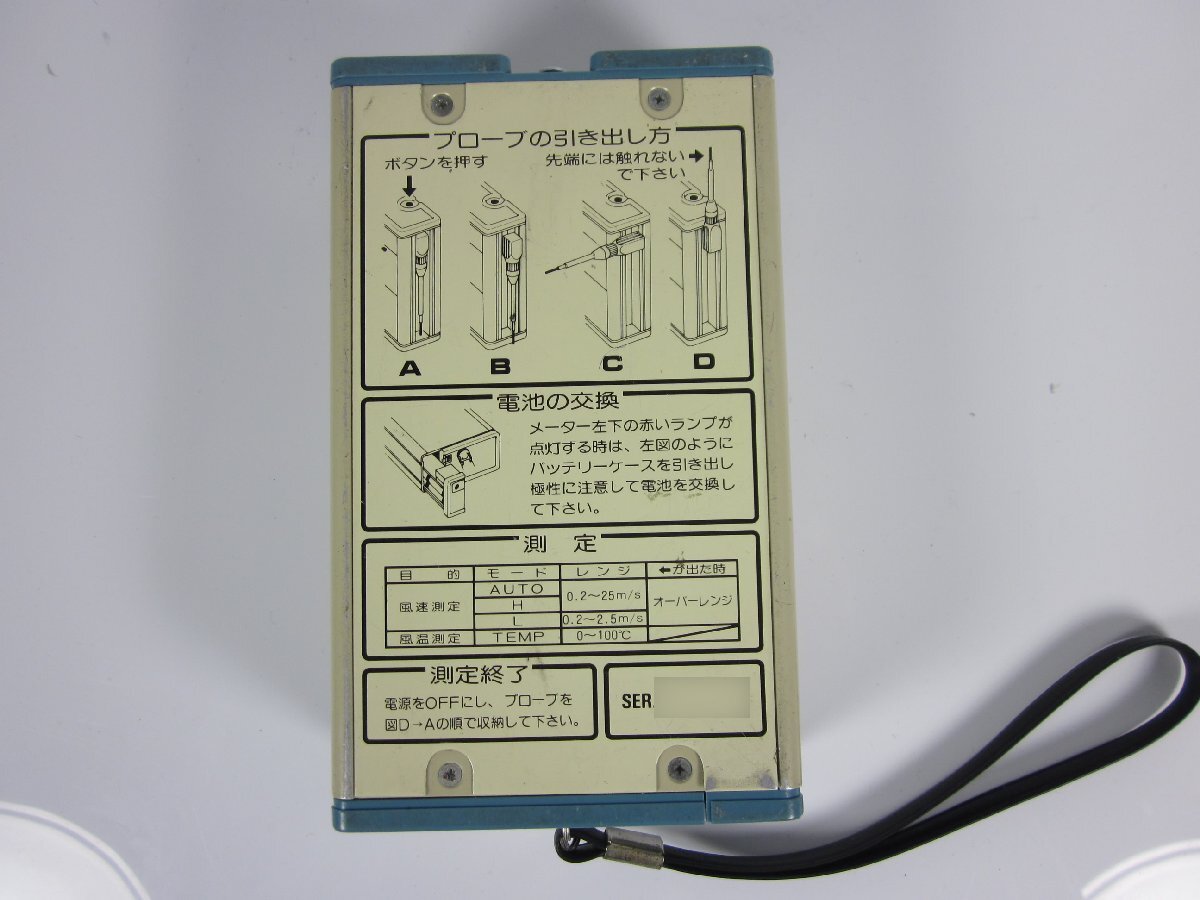 プローブの引き出し方
ボタンを押す
先端には触れない➡
で下さい
A B C D
電池の交換
メーター左下の赤いランプが
点灯する時は、左図のように
バッテリーケースを引き出し
極性に注意して電池を交換し
て下さい。
測 定
目 的 モード レンジ ←が出た時
風速測定 AUTO 0.2〜25m/s オーバーレンジ
H
L 0.2〜2.5m/s
風温測定 TEMP 0〜100℃
測定終了
電源をOFFにし、プローブを
図D→Aの順で収納して下さい。
SER.